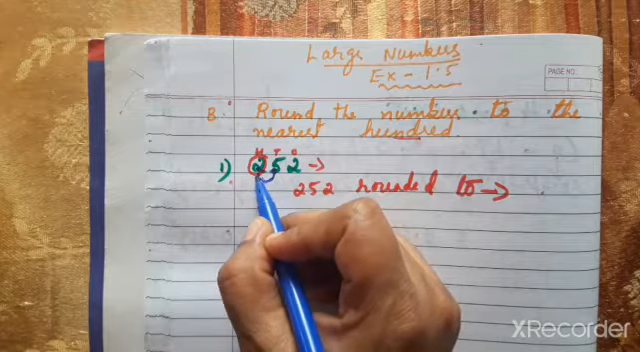 Large Numbers
Ex - 1.5
PAGE NO.:
B. Round the numbers to the
nearest hundred
H T O
1) 252 →
252 rounded to →
XRecorder